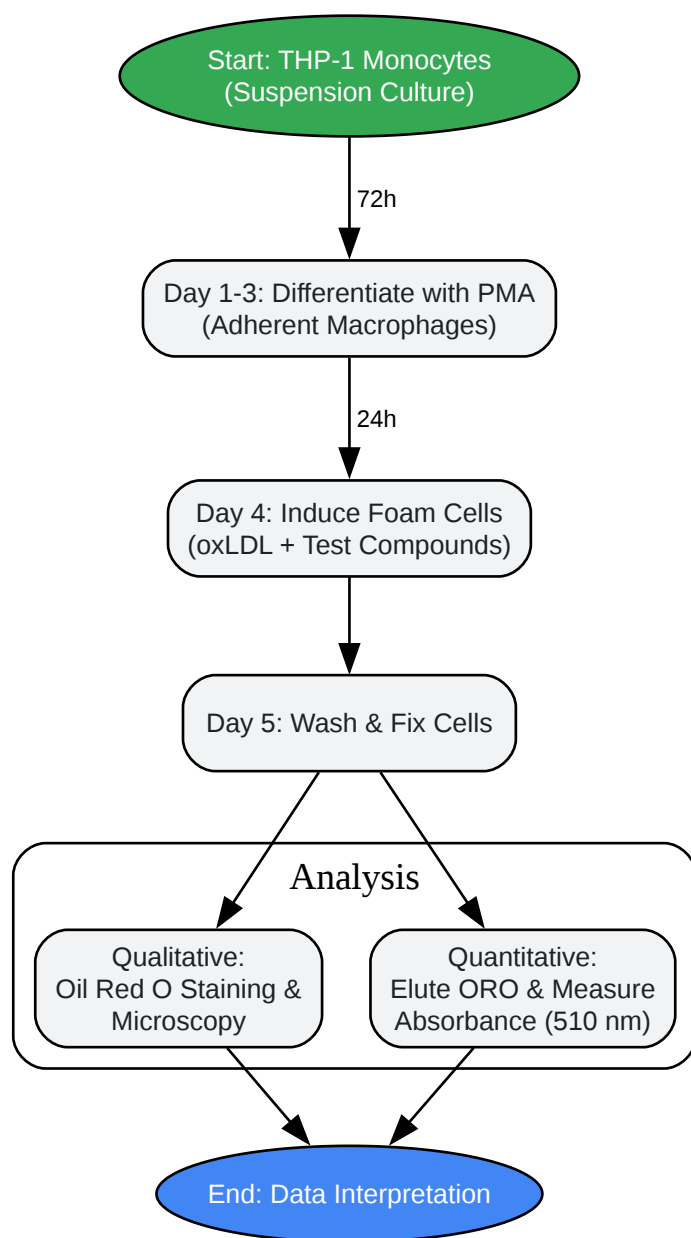 Start: THP-1 Monocytes
(Suspension Culture)
72h
Day 1-3: Differentiate with PMA
(Adherent Macrophages)
24h
Day 4: Induce Foam Cells
(oxLDL + Test Compounds)
Day 5: Wash & Fix Cells
Analysis
Qualitative:
Oil Red O Staining &
Microscopy
Quantitative:
Elute ORO & Measure
Absorbance (510 nm)
End: Data Interpretation